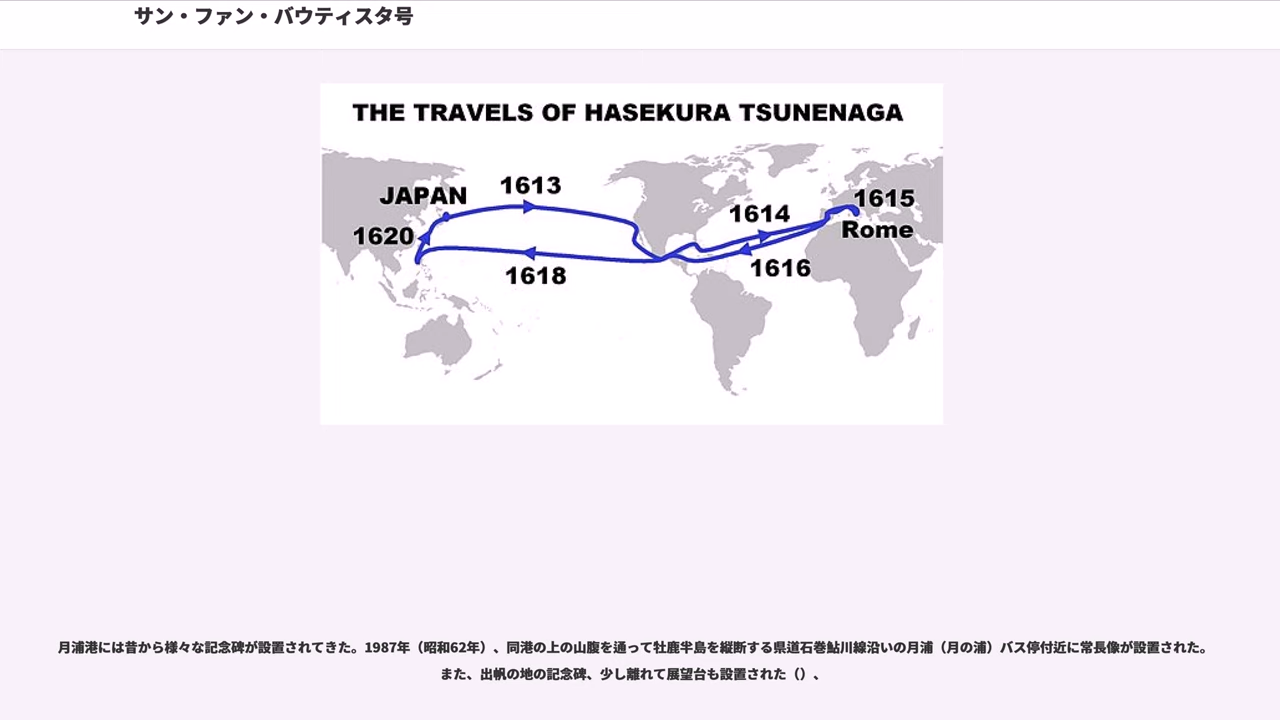 サン・ファン・バウティスタ号
THE TRAVELS OF HASEKURA TSUNENAGA
JAPAN
1613
1614
1615
Rome
1620
1618
1616
月浦港には昔から様々な記念碑が設置されてきた。1987年（昭和62年）、同港の上の山腹を通って牡鹿半島を縦断する県道石巻鮎川線沿いの月浦（月の浦）バス停付近に常長像が設置された。
また、出帆の地の記念碑、少し離れて展望台も設置された（）、